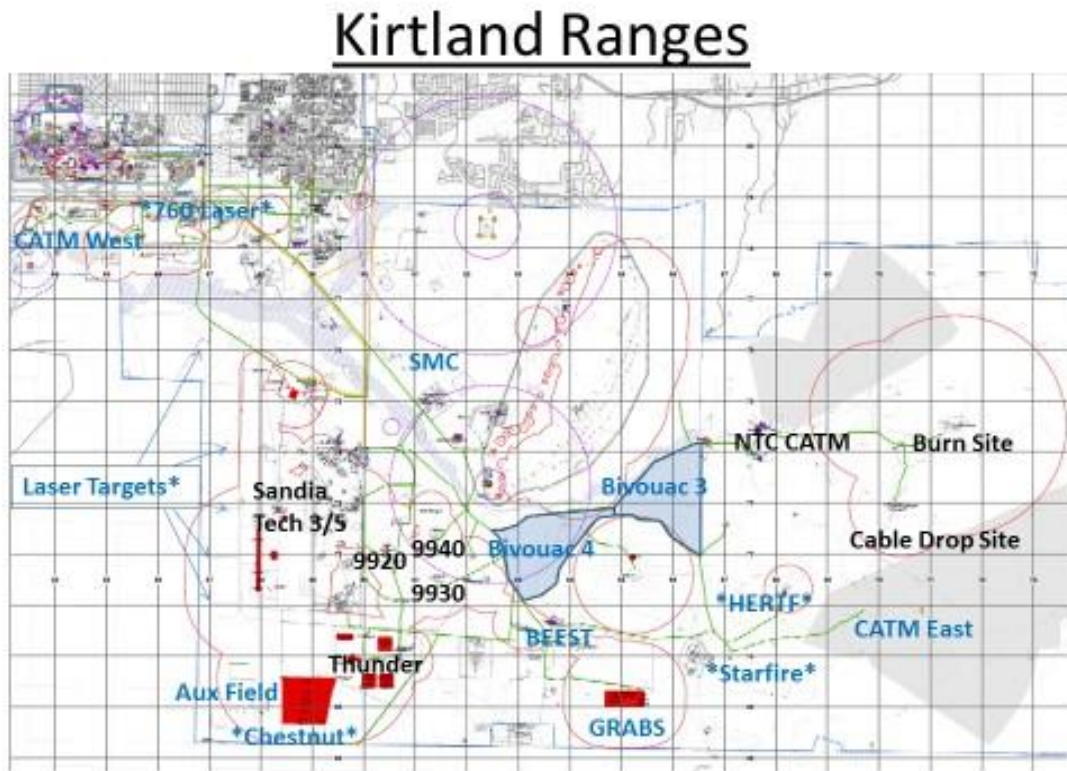 Kirtland Ranges
*760 Laser*
CATM West
SMC
NTC CATM
Burn Site
Laser Targets*
Sandia
Tech 3/5
Bivouac 3
Cable Drop Site
9920
9940
Bivouac 4
9930
*HERTF*
CATM East
BEEST
Thunder
*Starfire*
Aux Field
GRABS
*Chestnut*